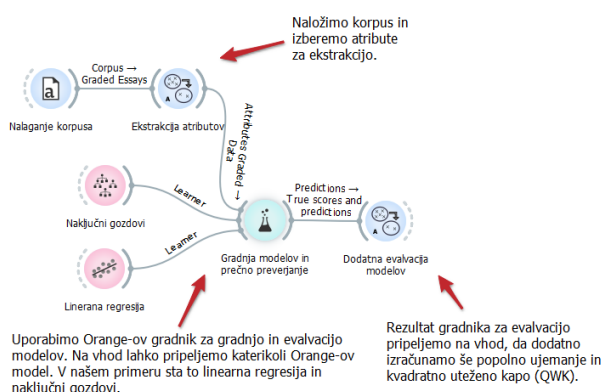 Naložimo korpus in
izberemo atribute
za ekstrakcijo.
Corpus →
Graded Essays
a
A
Nalaganje korpusa
Ekstrakcija atributov
Attributes Graded →
Data
Learner
Naključni gozdovi
Predictions →
True scores and
predictions
A
Learner
Gradnja modelov in
prečno preverjanje
Dodatna evalvacija
modelov
Linerana regresija
Uporabimo Orange-ov gradnik za gradnjo in evalvacijo
modelov. Na vhod lahko pripeljemo katerikoli Orange-ov
model. V našem primeru sta to linearna regresija in
naključni gozdovi.
Rezultat gradnika za evalvacijo
pripeljemo na vhod, da dodatno
izračunamo še popolno ujemanje in
kvadratno uteženo kapo (QWK).